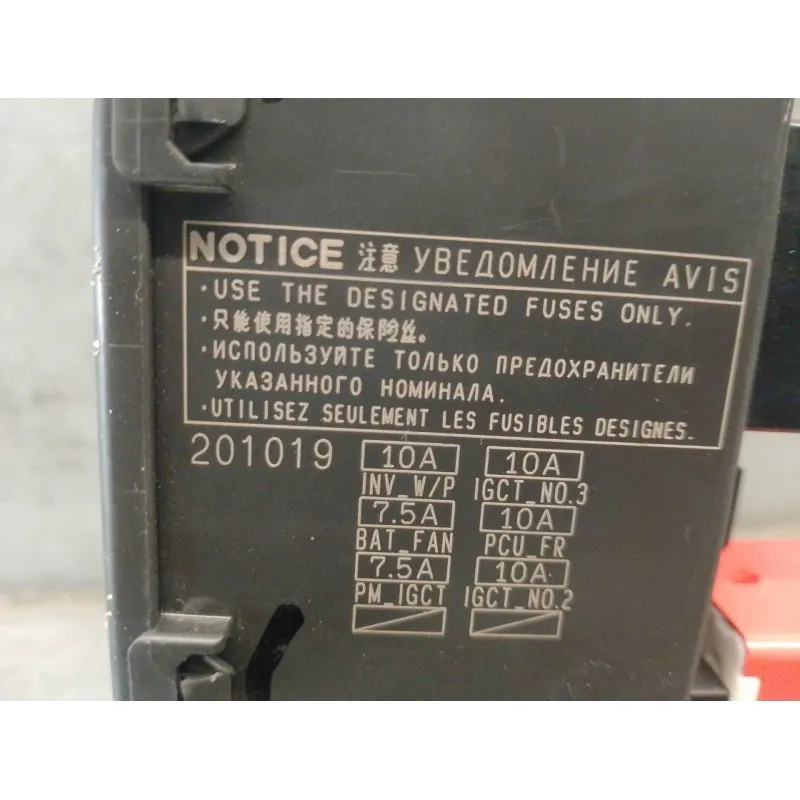 NOTICE 注意 УВЕДОМЛЕНИЕ AVIS
・USE THE DESIGNATED FUSES ONLY.
・只能使用指定的保险丝。
・ИСПОЛЬЗУЙТЕ ТОЛЬКО ПРЕДОХРАНИТЕЛИ
УКАЗАННОГО НОМИНАЛА.
・UTILISEZ SEULEMENT LES FUSIBLES DESIGNES.
201019 10A 10A
INV_W/P IGCT_NO.3
7.5A 10A
BAT_FAN PCU_FR
7.5A 10A
PM_IGCT IGCT_NO.2